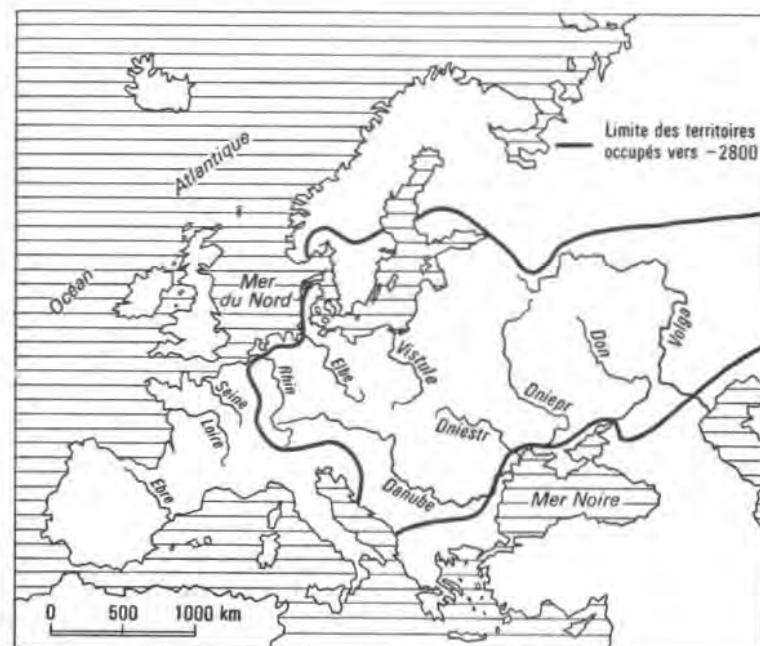 Limite des territoires
occupés vers −2800
Atlantique
Océan
Mer
du Nord
Elbe
Vistule
Rhin
Seine
Loire
Ebre
Dniepr
Don
Volga
Dniestr
Danube
Mer Noire
0 500 1000 km